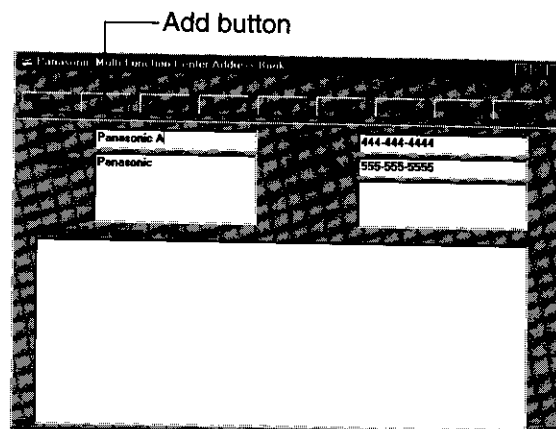 Add button
Panasonic Multi Function Center Address Book
Panasonic A
444-444-4444
Panasonic
555-555-5555